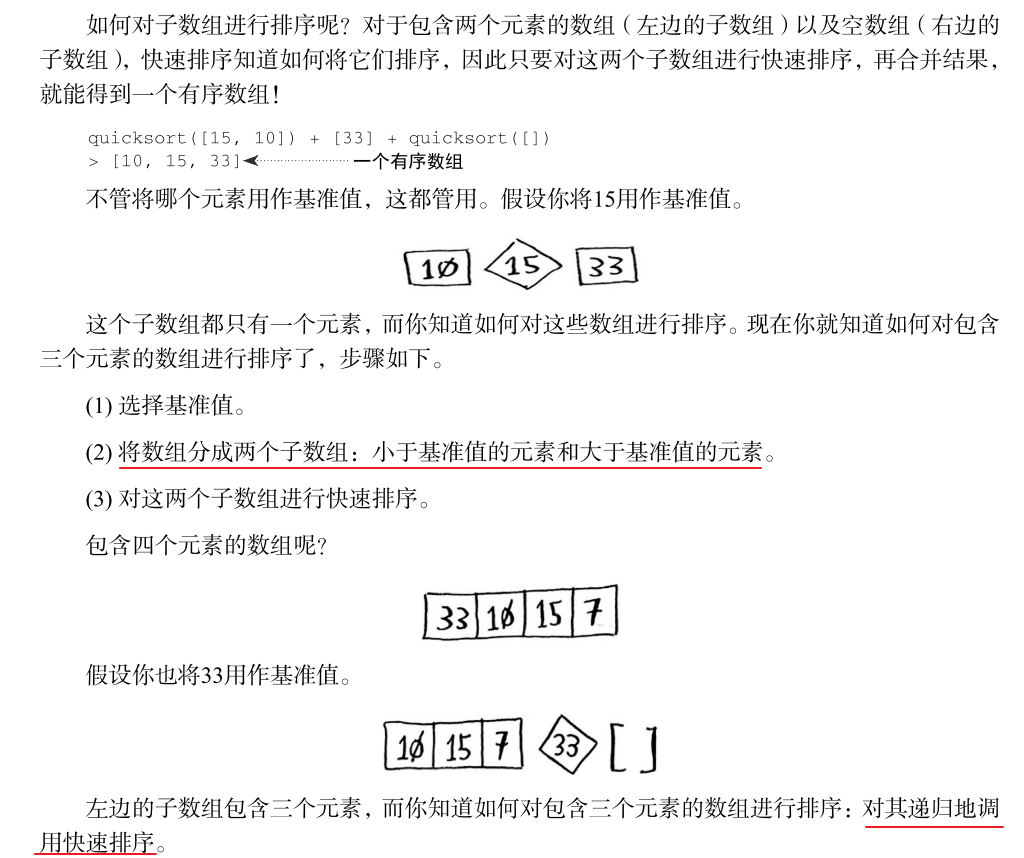 如何对子数组进行排序呢？对于包含两个元素的数组（左边的子数组）以及空数组（右边的
子数组），快速排序知道如何将它们排序，因此只要对这两个子数组进行快速排序，再合并结果，
就能得到一个有序数组！
quicksort([15, 10]) + [33] + quicksort([])
> [10, 15, 33] 一个有序数组
不管将哪个元素用作基准值，这都管用。假设你将15用作基准值。
10 15 33
这个子数组都只有一个元素，而你知道如何对这些数组进行排序。现在你就知道如何对包含
三个元素的数组进行排序了，步骤如下。
(1) 选择基准值。
(2) 将数组分成两个子数组：小于基准值的元素和大于基准值的元素。
(3) 对这两个子数组进行快速排序。
包含四个元素的数组呢？
33 10 15 7
假设你也将33用作基准值。
10 15 7 33 [ ]
左边的子数组包含三个元素，而你知道如何对包含三个元素的数组进行排序：对其递归地调
用快速排序。